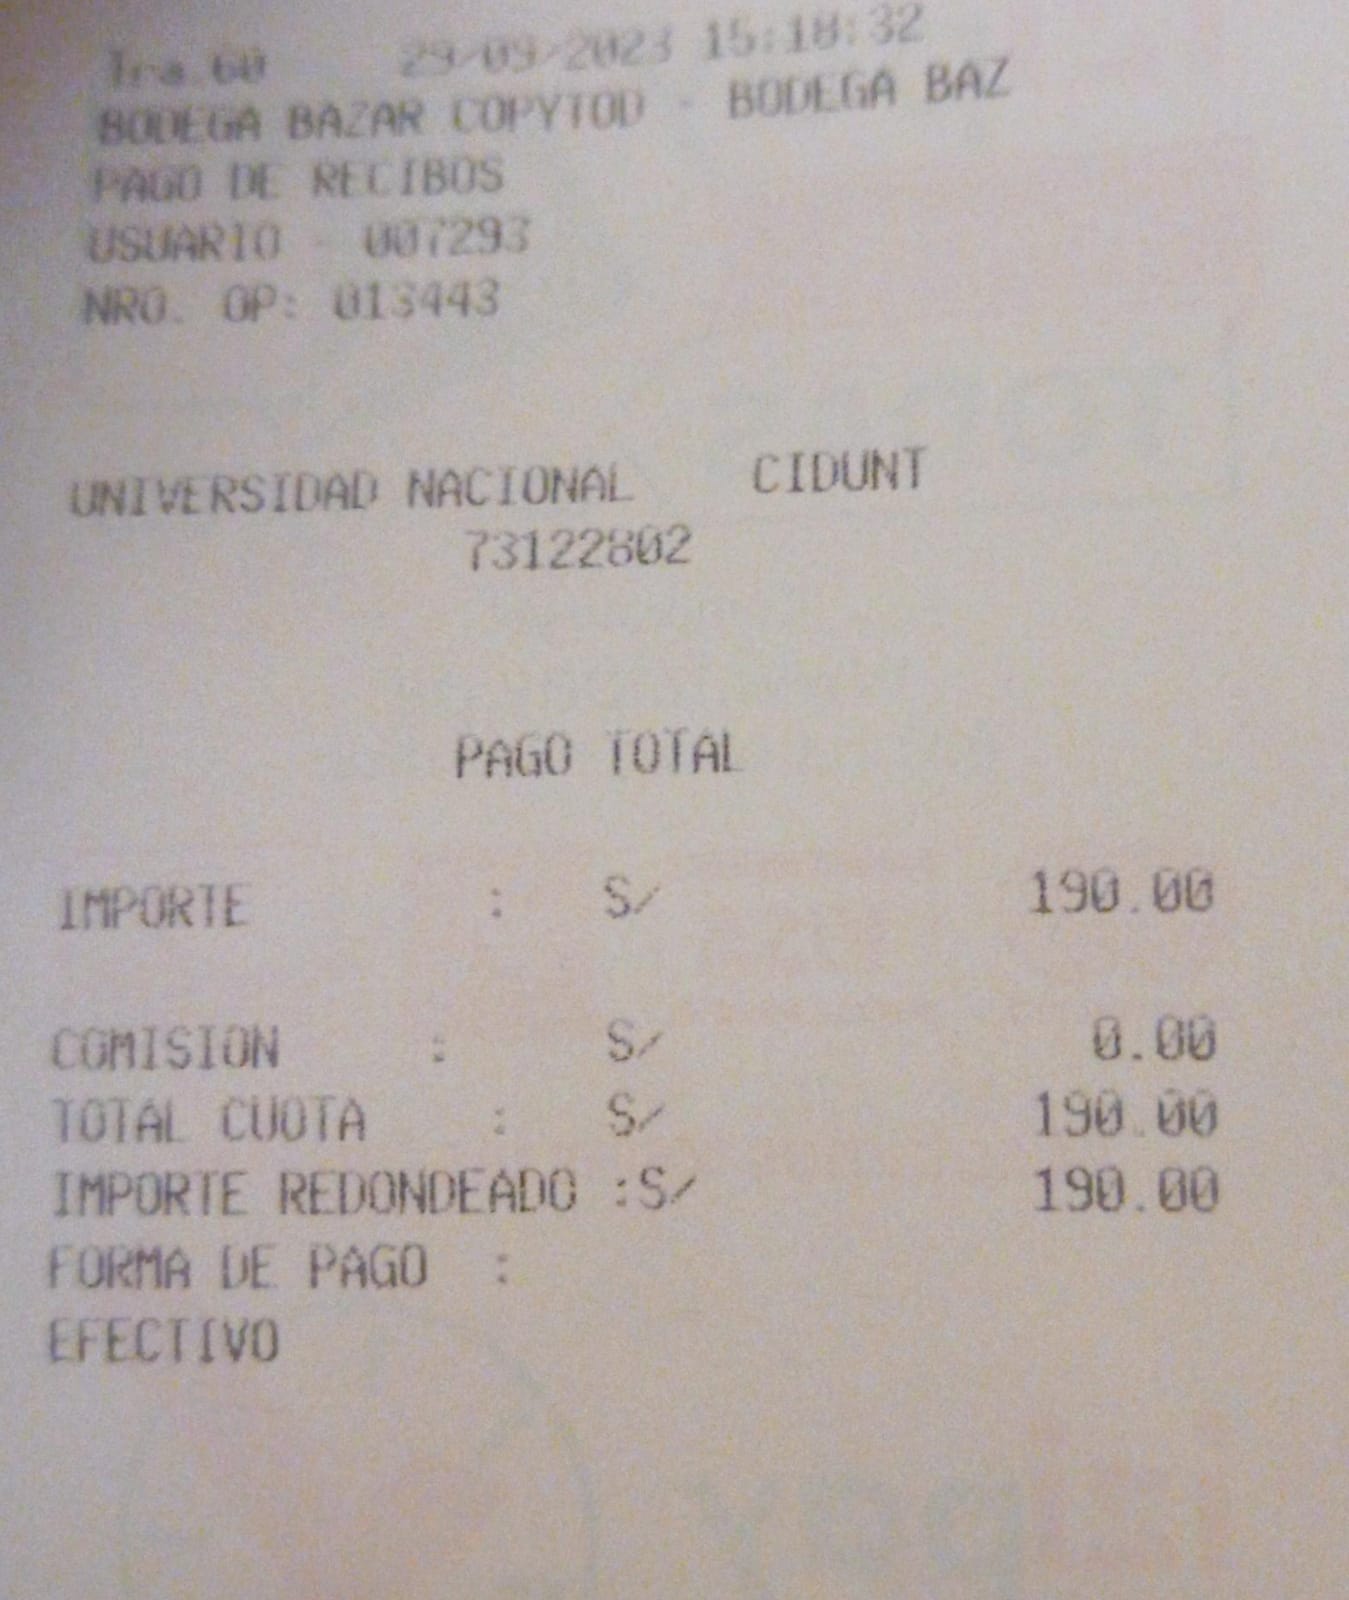 Tra 60 29/09/2023 15:18:32
BODEGA BAZAR COPYTOD - BODEGA BAZ
PAGO DE RECIBOS
USUARIO - 007293
NRO. OP: 013443
UNIVERSIDAD NACIONAL CIDUNT
73122802
PAGO TOTAL
IMPORTE : S/ 190.00
COMISION : S/ 0.00
TOTAL CUOTA : S/ 190.00
IMPORTE REDONDEADO :S/ 190.00
FORMA DE PAGO :
EFECTIVO